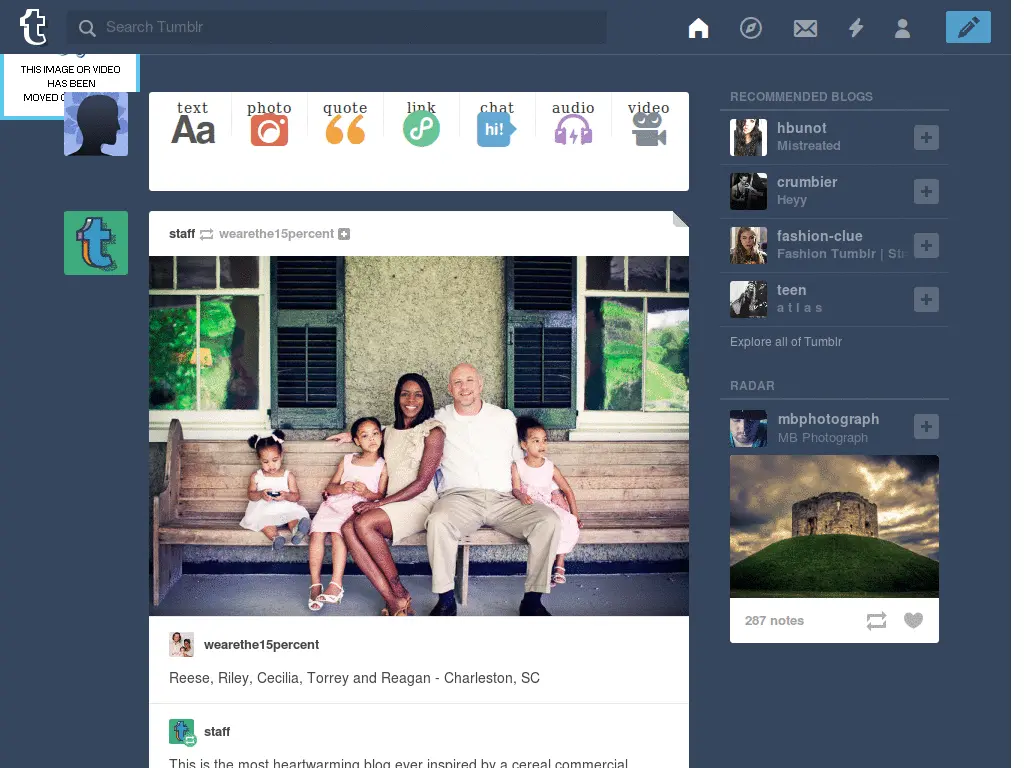 Search Tumblr
THIS IMAGE OR VIDEO
HAS BEEN
MOVED
text
photo
quote
link
chat
audio
video
Aa
hi!
staff wearethe15percent
wearethe15percent
Reese, Riley, Cecilia, Torrey and Reagan - Charleston, SC
staff
This is the most heartwarming blog ever inspired by a cereal commercial
RECOMMENDED BLOGS
hbunot
Mistreated
crumbier
Heyy
fashion-clue
Fashion Tumblr |
teen
a t l a s
Explore all of Tumblr
RADAR
mbphotograph
MB Photograph
287 notes